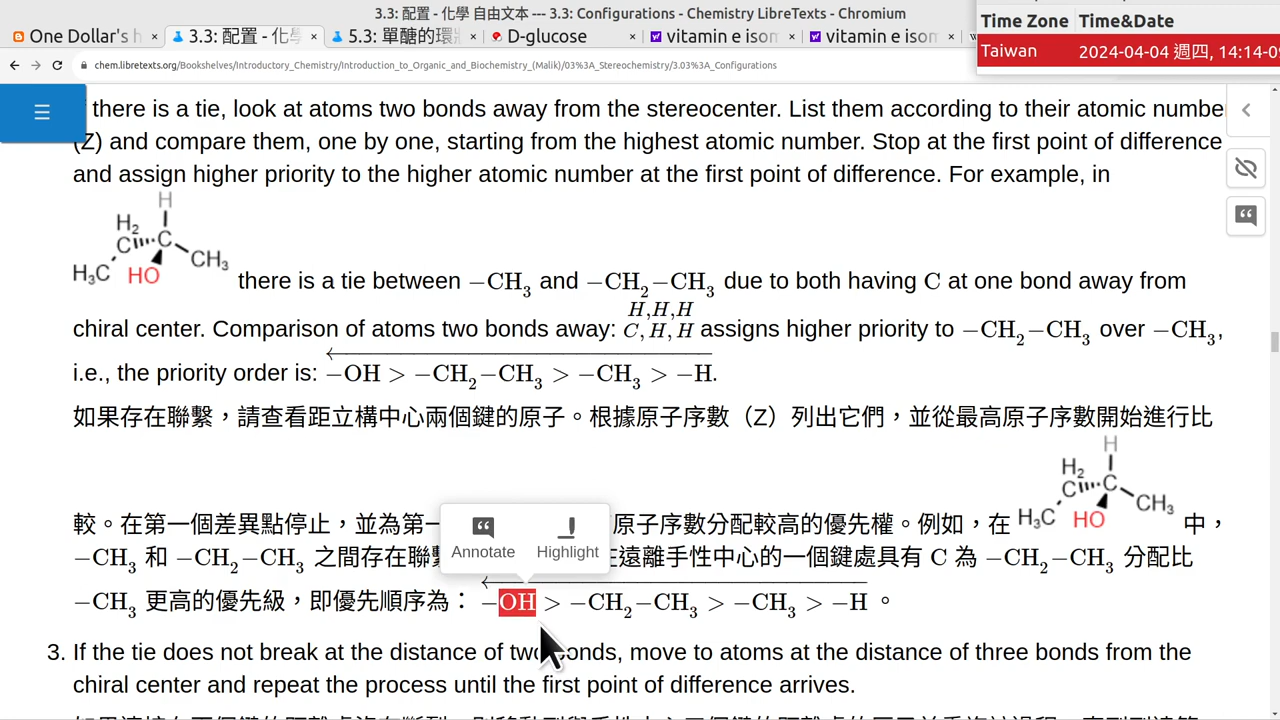 3.3: 配置 - 化學 自由文本 --- 3.3: Configurations - Chemistry LibreTexts - Chromium
Time Zone Time&Date
Taiwan 2024-04-04 週四, 14:14-09
One Dollar's h × 3.3: 配置 - 化學 × 5.3: 單醣的環 × D-glucose × vitamin e isom × vitamin e isom ×
chem.libretexts.org/Bookshelves/Introductory_Chemistry/Introduction_to_Organic_and_Biochemistry_(Malik)/03%3A_Stereochemistry/3.03%3A_Configurations
there is a tie, look at atoms two bonds away from the stereocenter. List them according to their atomic number
(Z) and compare them, one by one, starting from the highest atomic number. Stop at the first point of difference
and assign higher priority to the higher atomic number at the first point of difference. For example, in
H
H₂
C C
CH₃
H₃C HO
there is a tie between −CH₃ and −CH₂−CH₃ due to both having C at one bond away from
H,H,H
chiral center. Comparison of atoms two bonds away: C,H,H assigns higher priority to −CH₂−CH₃ over −CH₃,
i.e., the priority order is: −OH > −CH₂−CH₃ > −CH₃ > −H.
如果存在聯繫，請查看距立構中心兩個鍵的原子。根據原子序數（Z）列出它們，並從最高原子序數開始進行比
H
H₂
C C
CH₃
H₃C HO
較。在第一個差異點停止，並為第一 原子序數分配較高的優先權。例如，在 中，
−CH₃ 和 −CH₂−CH₃ 之間存在聯繫 遠離手性中心的一個鍵處具有 C 為 −CH₂−CH₃ 分配比
Annotate Highlight
−CH₃ 更高的優先級，即優先順序為： −OH > −CH₂−CH₃ > −CH₃ > −H 。
3. If the tie does not break at the distance of two bonds, move to atoms at the distance of three bonds from the
chiral center and repeat the process until the first point of difference arrives.